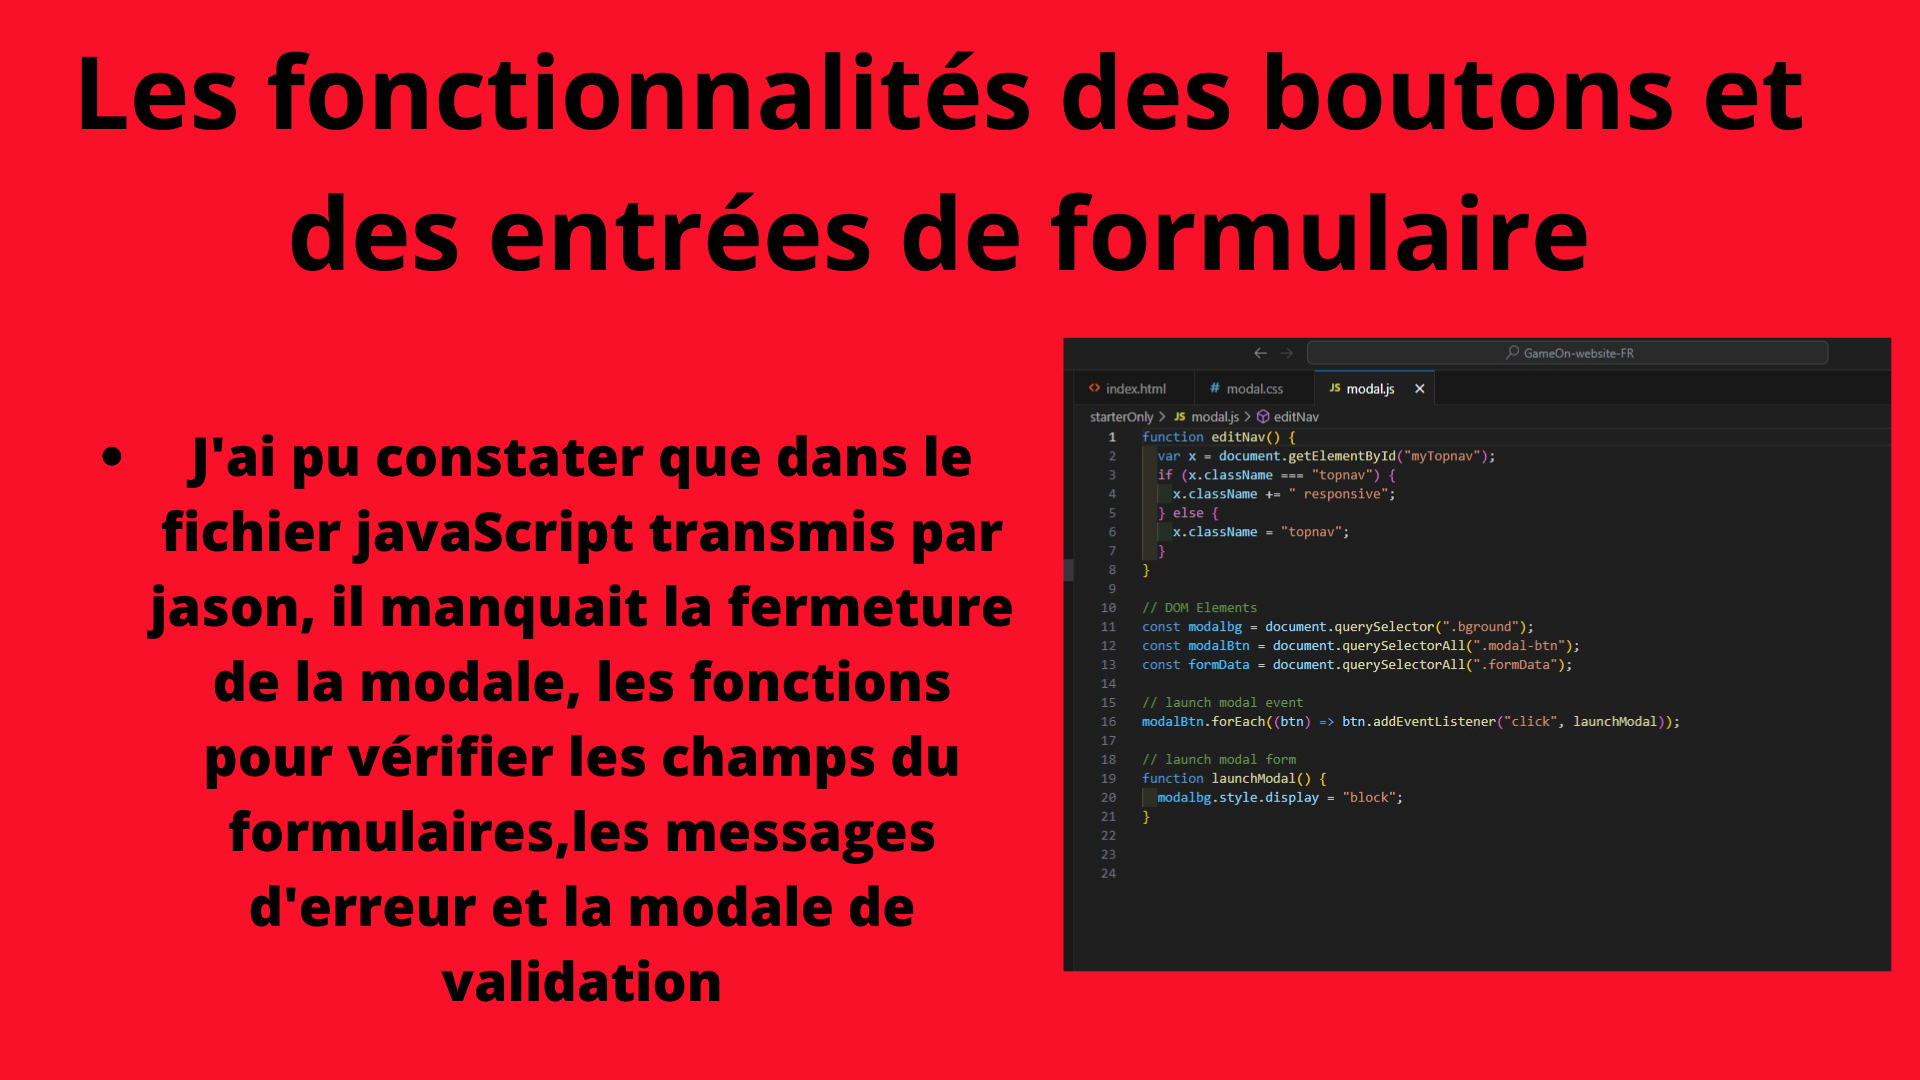 Les fonctionnalités des boutons et
des entrées de formulaire
• J'ai pu constater que dans le
fichier javaScript transmis par
jason, il manquait la fermeture
de la modale, les fonctions
pour vérifier les champs du
formulaires,les messages
d'erreur et la modale de
validation
GameOn-website-FR
index.html
modal.css
JS modal.js
starterOnly > JS modal.js > editNav
1 function editNav() {
2   var x = document.getElementById("myTopnav");
3   if (x.className === "topnav") {
4     x.className += " responsive";
5   } else {
6     x.className = "topnav";
7   }
8 }
9
10 // DOM Elements
11 const modalbg = document.querySelector(".bground");
12 const modalBtn = document.querySelectorAll(".modal-btn");
13 const formData = document.querySelectorAll(".formData");
14
15 // launch modal event
16 modalBtn.forEach((btn) => btn.addEventListener("click", launchModal));
17
18 // launch modal form
19 function launchModal() {
20   modalbg.style.display = "block";
21 }
22
23
24